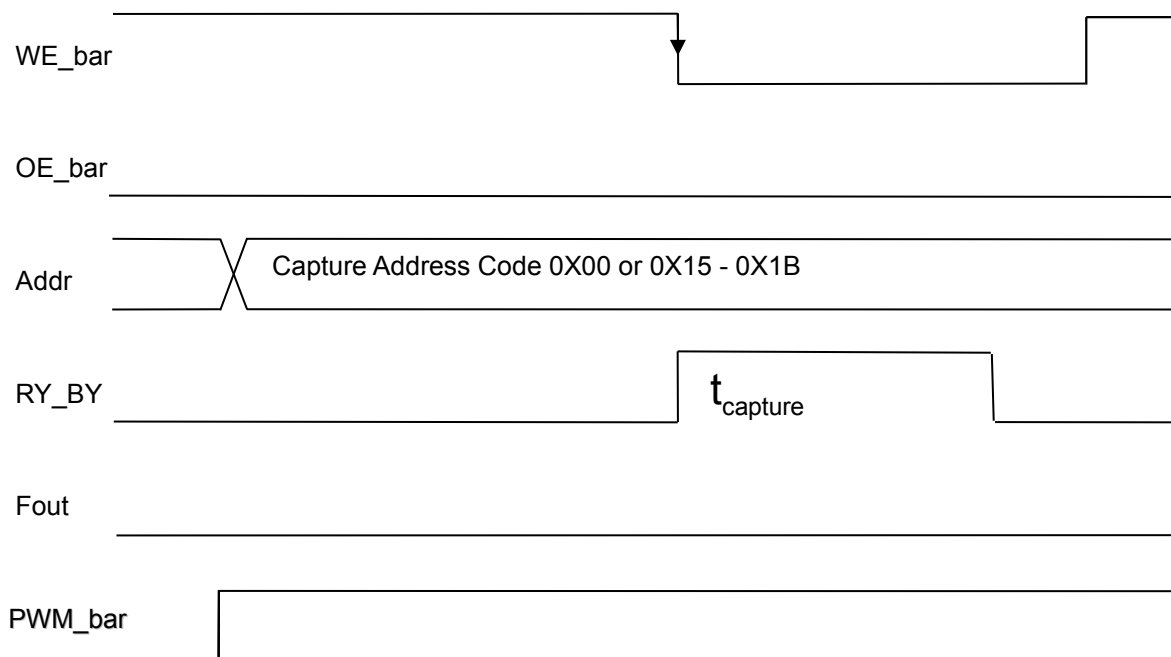 WE_bar
OE_bar
Addr
Capture Address Code 0X00 or 0X15 - 0X1B
RY_BY
tcapture
Fout
PWM_bar